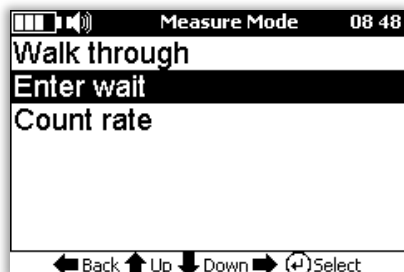 Measure Mode 08 48
Walk through
Enter wait
Count rate
Back Up Down Select